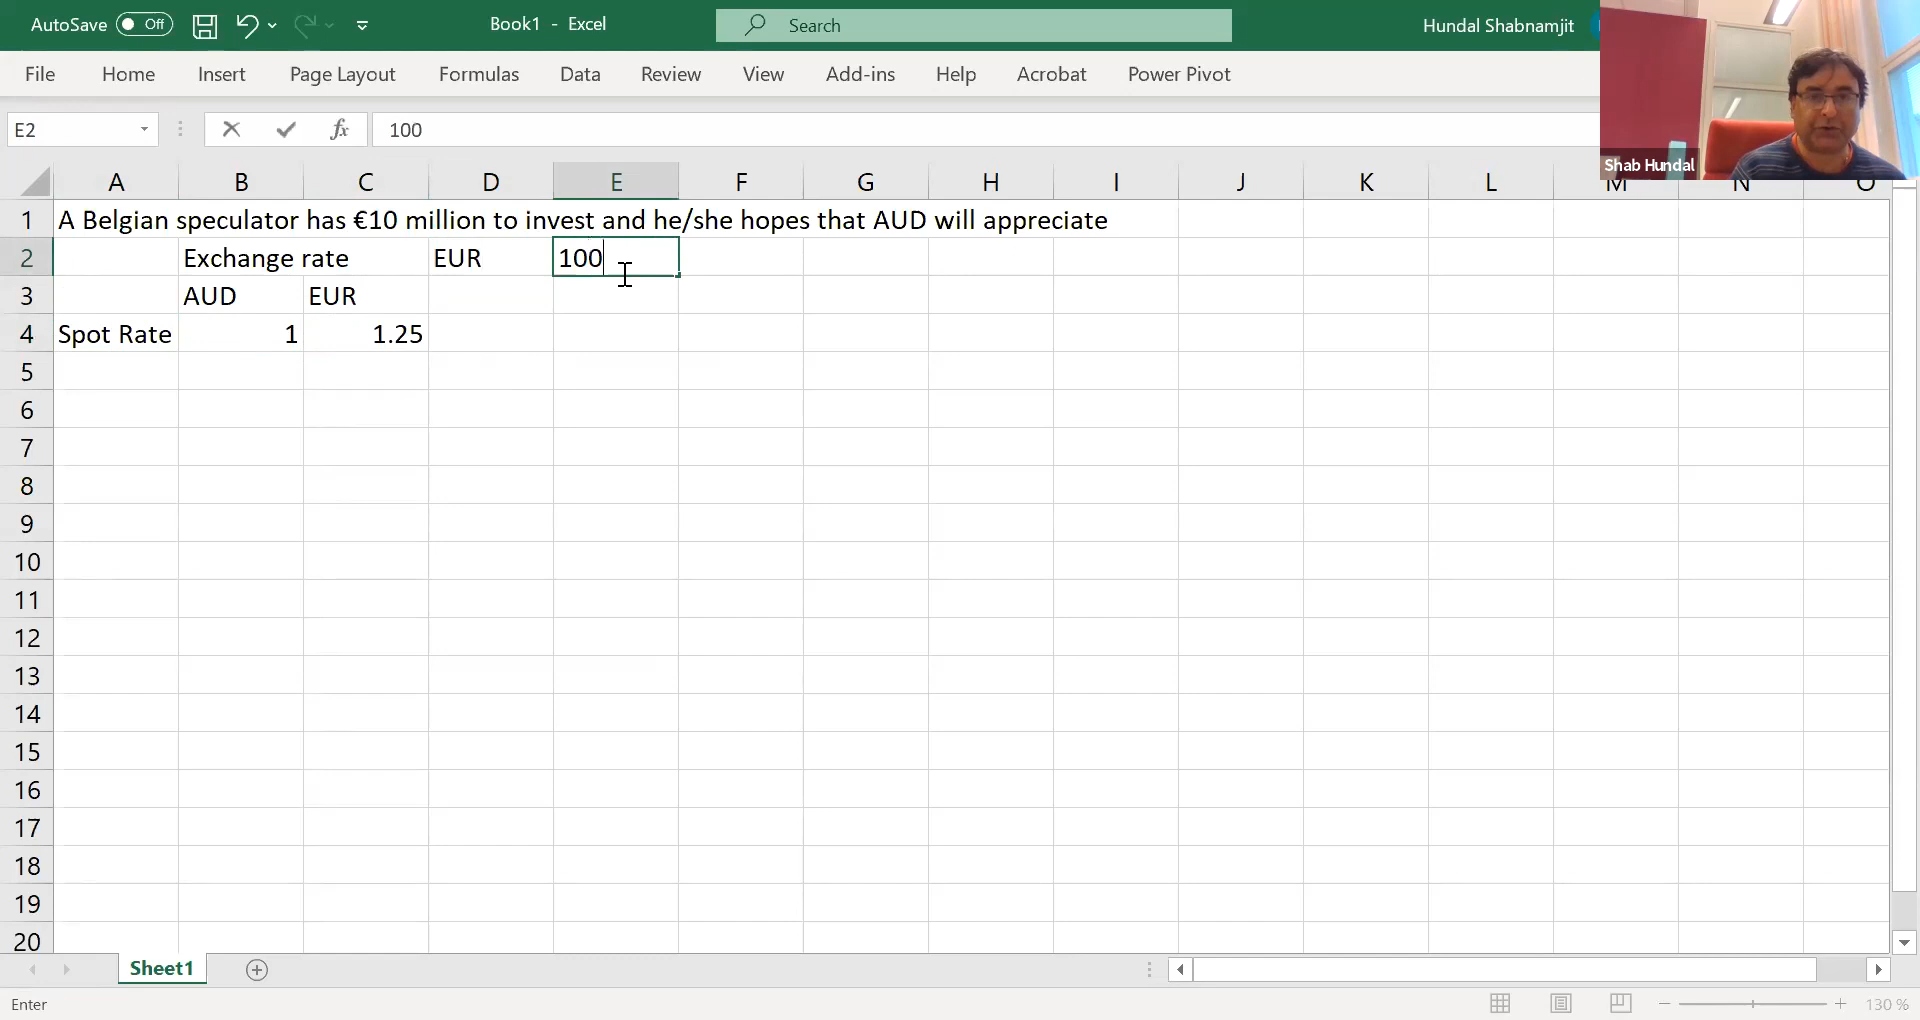 AutoSave Off Book1 - Excel Search Hundal Shabnamjit
File Home Insert Page Layout Formulas Data Review View Add-ins Help Acrobat Power Pivot
E2 fx 100
Shab Hundal
A B C D E F G H I J K L M N O
1 A Belgian speculator has €10 million to invest and he/she hopes that AUD will appreciate
2 Exchange rate EUR 100
3 AUD EUR
4 Spot Rate 1 1.25
5
6
7
8
9
10
11
12
13
14
15
16
17
18
19
20
Sheet1
Enter 130 %